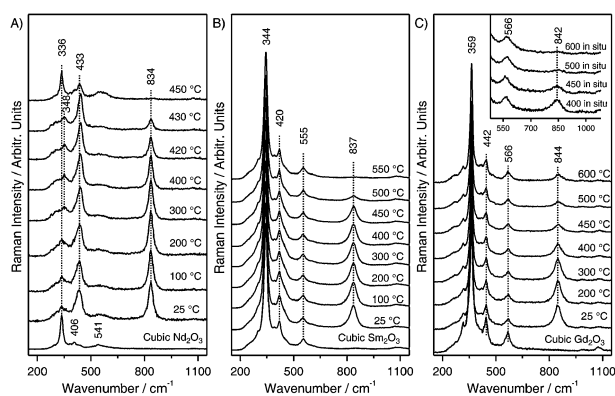 A)
Raman Intensity / Arbitr. Units
336
348
433
834
450 °C
430 °C
420 °C
400 °C
300 °C
200 °C
100 °C
25 °C
406
541
Cubic Nd₂O₃
200 500 800 1100
Wavenumber / cm⁻¹
B)
Raman Intensity / Arbitr. Units
344
420
555
837
550 °C
500 °C
450 °C
400 °C
300 °C
200 °C
100 °C
25 °C
Cubic Sm₂O₃
200 500 800 1100
Wavenumber / cm⁻¹
C)
Raman Intensity / Arbitr. Units
359
442
566
844
600 °C
500 °C
450 °C
400 °C
300 °C
200 °C
25 °C
Cubic Gd₂O₃
200 500 800 1100
Wavenumber / cm⁻¹
566
842
600 in situ
500 in situ
450 in situ
400 in situ
550 700 850 1000